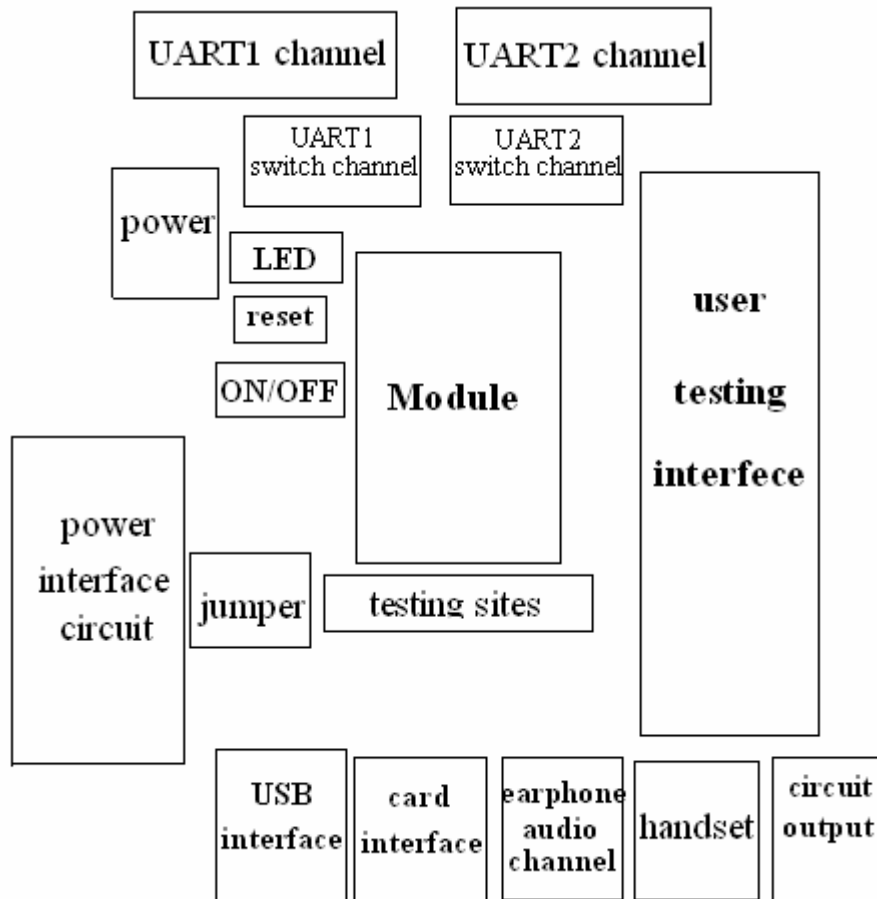 UART1 channel
UART2 channel
UART1
switch channel
UART2
switch channel
power
LED
reset
ON/OFF
Module
user
testing
interfece
power
interface
circuit
jumper
testing sites
USB
interface
card
interface
earphone
audio
channel
handset
circuit
output